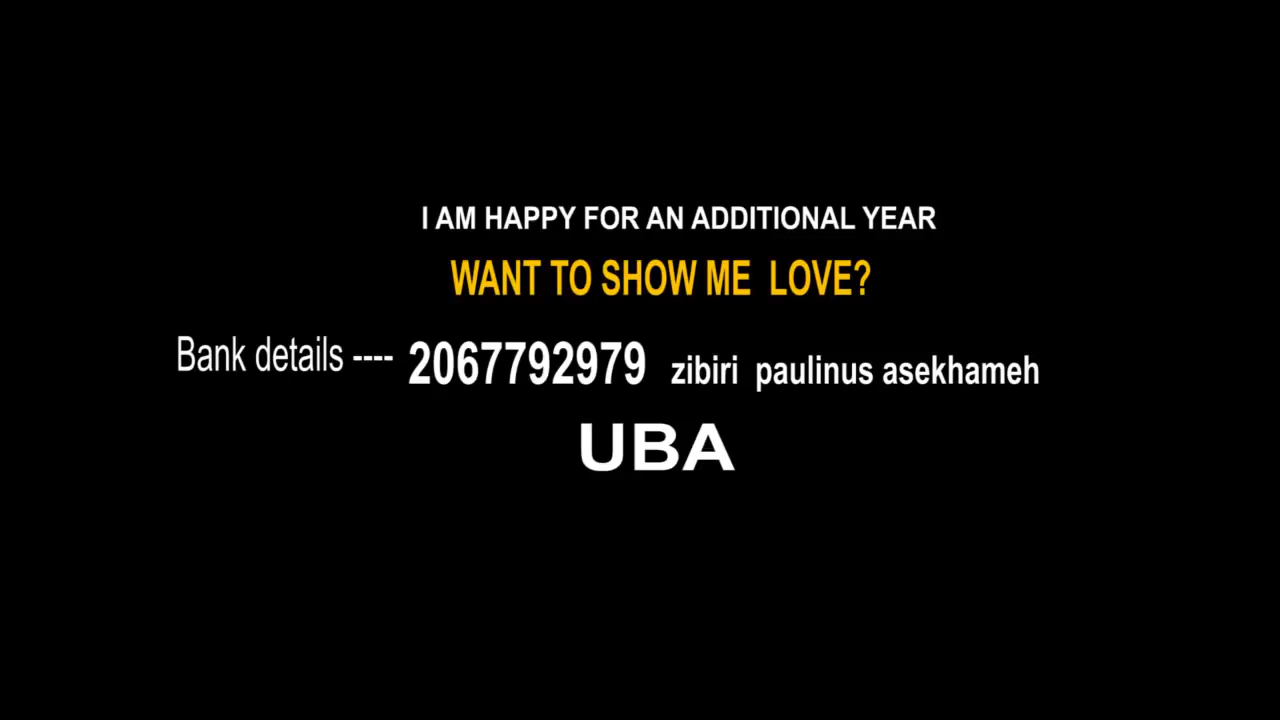 I AM HAPPY FOR AN ADDITIONAL YEAR
WANT TO SHOW ME LOVE?
Bank details ---- 2067792979 zibiri paulinus asekhameh
UBA